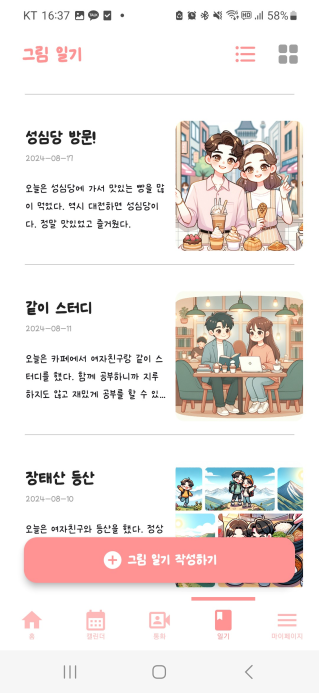 KT 16:37
58%
그림 일기
성심당 방문!
2024-08-17
오늘은 성심당에 가서 맛있는 빵을 많
이 먹었다. 역시 대전하면 성심당이
다. 정말 맛있었고 즐거웠다.
같이 스터디
2024-08-11
오늘은 카페에서 여자친구랑 같이 스
터디를 했다. 함께 공부하니까 지루
하지도 않고 재밌게 공부를 할 수 있...
장태산 등산
2024-08-10
오늘은 여자친구와 등산을 했다. 정상
그림 일기 작성하기
홈
캘린더
통화
일기
마이페이지